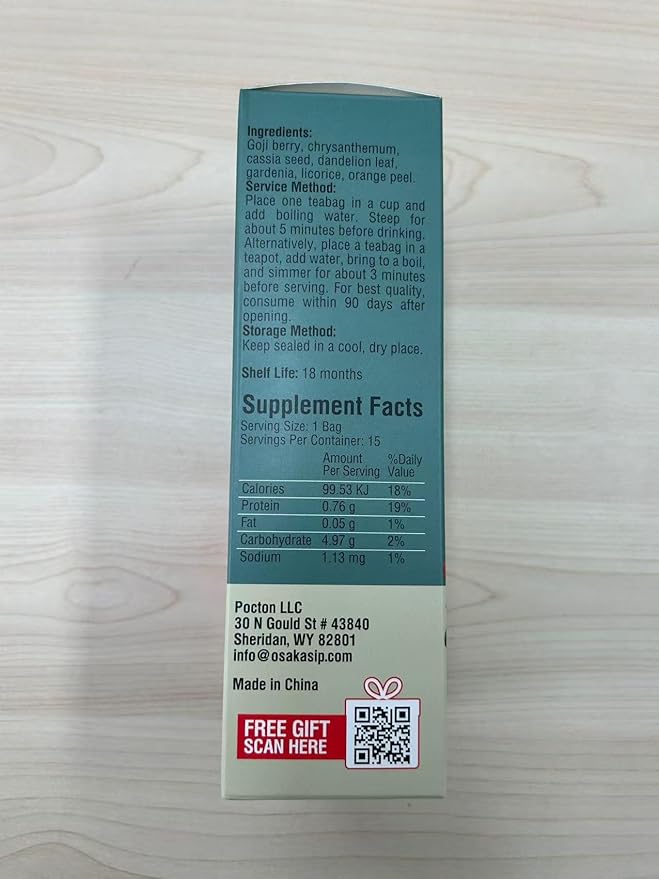 Ingredients:
Goji berry, chrysanthemum,
cassia seed, dandelion leaf,
gardenia, licorice, orange peel.
Service Method:
Place one teabag in a cup and
add boiling water. Steep for
about 5 minutes before drinking.
Alternatively, place a teabag in a
teapot, add water, bring to a boil,
and simmer for about 3 minutes
before serving. For best quality,
consume within 90 days after
opening.
Storage Method:
Keep sealed in a cool, dry place.
Shelf Life: 18 months
Supplement Facts
Serving Size: 1 Bag
Servings Per Container: 15
Amount Per Serving %Daily Value
Calories 99.53 KJ 18%
Protein 0.76 g 19%
Fat 0.05 g 1%
Carbohydrate 4.97 g 2%
Sodium 1.13 mg 1%
Pocton LLC
30 N Gould St # 43840
Sheridan, WY 82801
info@osakasip.com
Made in China
FREE GIFT
SCAN HERE